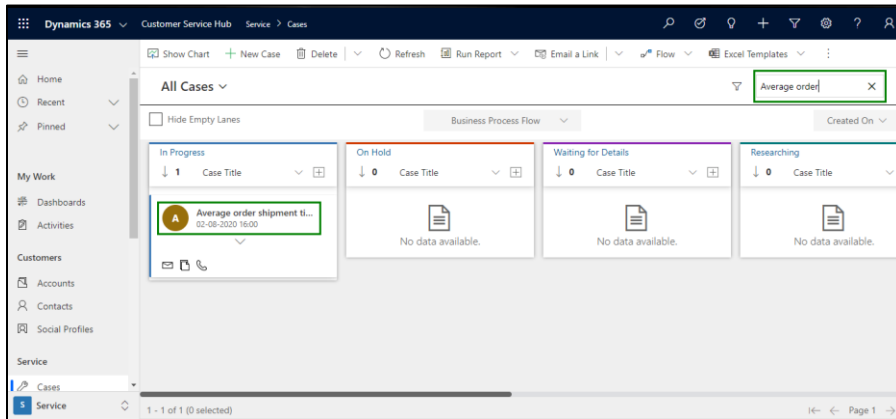 Dynamics 365
Customer Service Hub Service > Cases
Show Chart
New Case
Delete
Refresh
Run Report
Email a Link
Flow
Excel Templates
Home
Recent
Pinned
My Work
Dashboards
Activities
Customers
Accounts
Contacts
Social Profiles
Service
Cases
S Service
All Cases
Average order
Hide Empty Lanes
Business Process Flow
Created On
In Progress
1 Case Title
A Average order shipment ti...
02-08-2020 16:00
On Hold
0 Case Title
No data available.
Waiting for Details
0 Case Title
No data available.
Researching
0 Case Title
No data available.
1 - 1 of 1 (0 selected)
Page 1